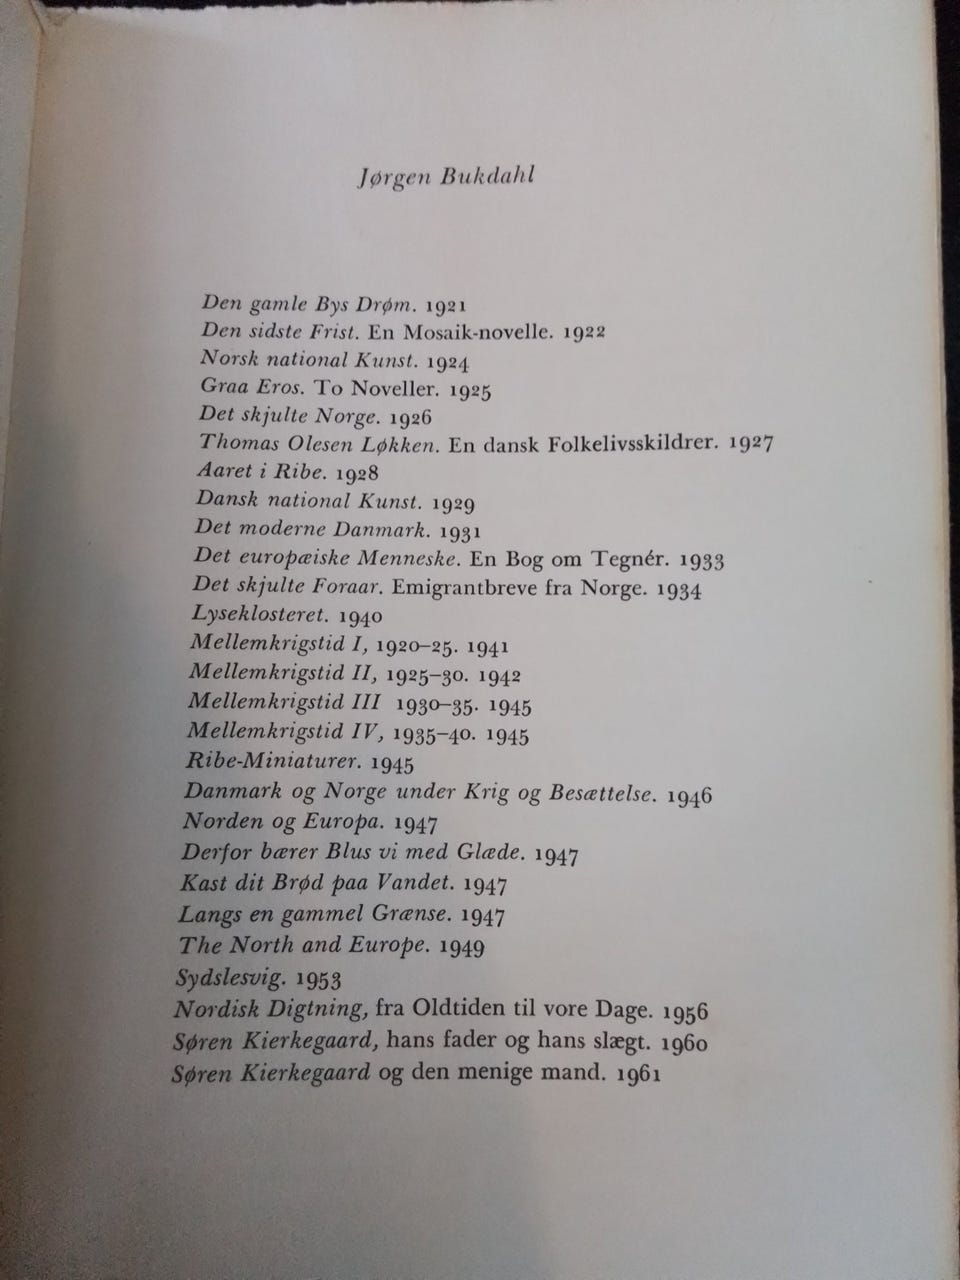 Jørgen Bukdahl
Den gamle Bys Drøm. 1921
Den sidste Frist. En Mosaik-novelle. 1922
Norsk national Kunst. 1924
Graa Eros. To Noveller. 1925
Det skjulte Norge. 1926
Thomas Olesen Løkken. En dansk Folkelivsskildrer. 1927
Aaret i Ribe. 1928
Dansk national Kunst. 1929
Det moderne Danmark. 1931
Det europæiske Menneske. En Bog om Tegnér. 1933
Det skjulte Foraar. Emigrantbreve fra Norge. 1934
Lyseklosteret. 1940
Mellemkrigstid I, 1920–25. 1941
Mellemkrigstid II, 1925–30. 1942
Mellemkrigstid III 1930–35. 1945
Mellemkrigstid IV, 1935–40. 1945
Ribe-Miniaturer. 1945
Danmark og Norge under Krig og Besættelse. 1946
Norden og Europa. 1947
Derfor bærer Blus vi med Glæde. 1947
Kast dit Brød paa Vandet. 1947
Langs en gammel Grænse. 1947
The North and Europe. 1949
Sydslesvig. 1953
Nordisk Digtning, fra Oldtiden til vore Dage. 1956
Søren Kierkegaard, hans fader og hans slægt. 1960
Søren Kierkegaard og den menige mand. 1961